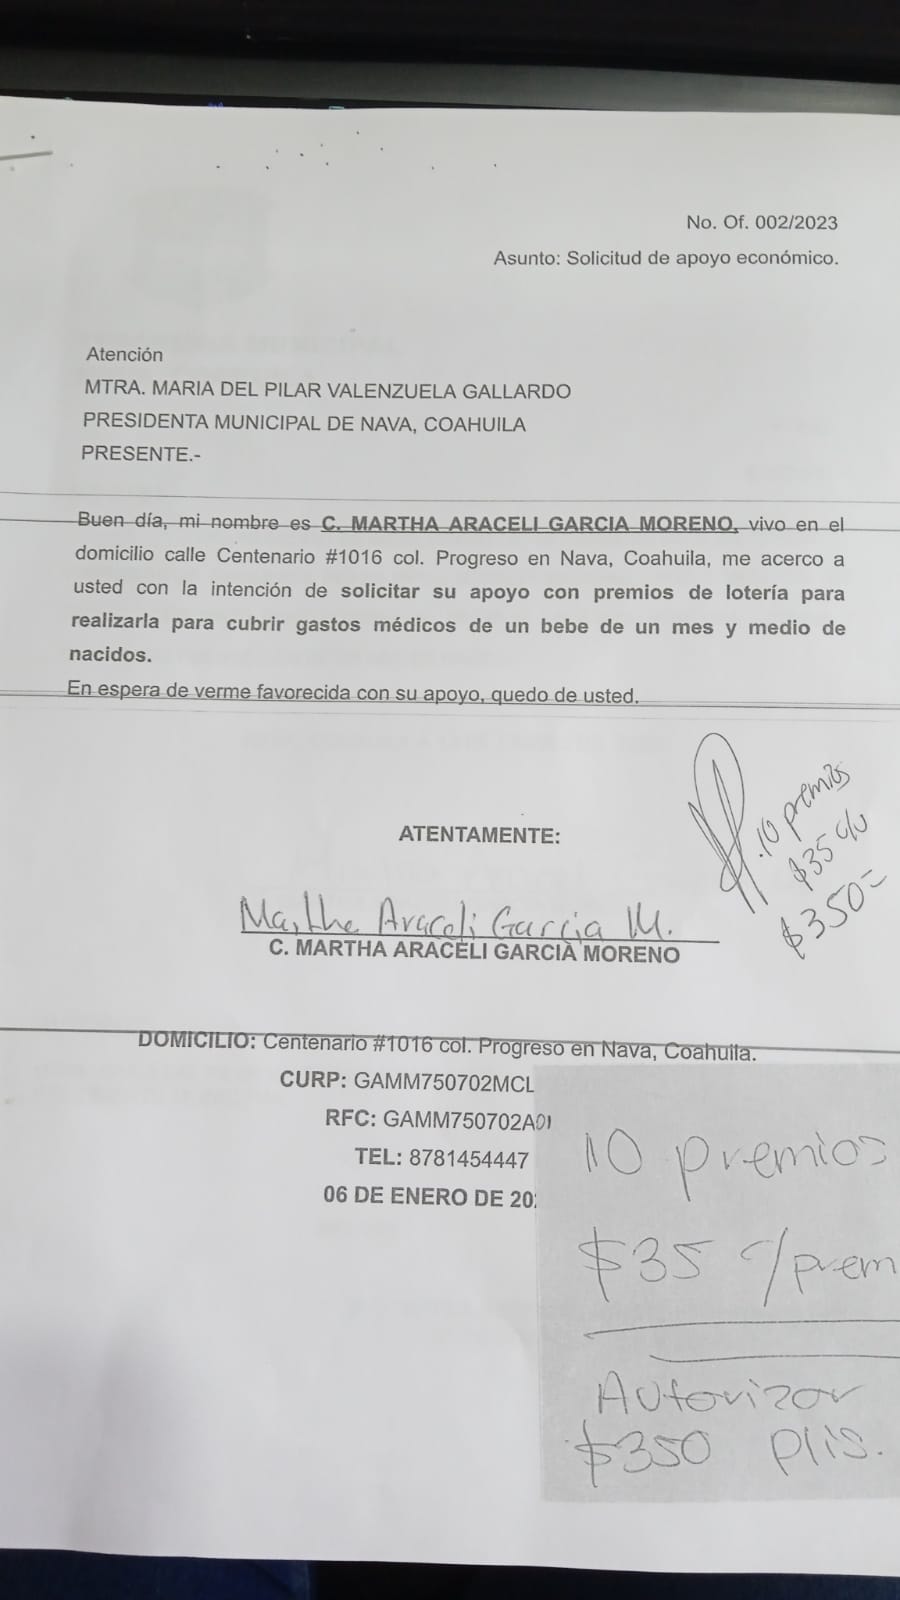 No. Of. 002/2023
Asunto: Solicitud de apoyo económico.
Atención
MTRA. MARIA DEL PILAR VALENZUELA GALLARDO
PRESIDENTA MUNICIPAL DE NAVA, COAHUILA
PRESENTE.-
Buen día, mi nombre es C. MARTHA ARACELI GARCIA MORENO, vivo en el
domicilio calle Centenario #1016 col. Progreso en Nava, Coahuila, me acerco a
usted con la intención de solicitar su apoyo con premios de lotería para
realizarla para cubrir gastos médicos de un bebe de un mes y medio de
nacidos.
En espera de verme favorecida con su apoyo, quedo de usted.
10 premios
$35 c/u
$350=
ATENTAMENTE:
Marthe Araceli Garcia M.
C. MARTHA ARACELI GARCIA MORENO
DOMICILIO: Centenario #1016 col. Progreso en Nava, Coahuila.
CURP: GAMM750702MCL
RFC: GAMM750702A01
TEL: 8781454447
06 DE ENERO DE 20
10 premios
$35 c/prem
Autorizar
$350 plis.